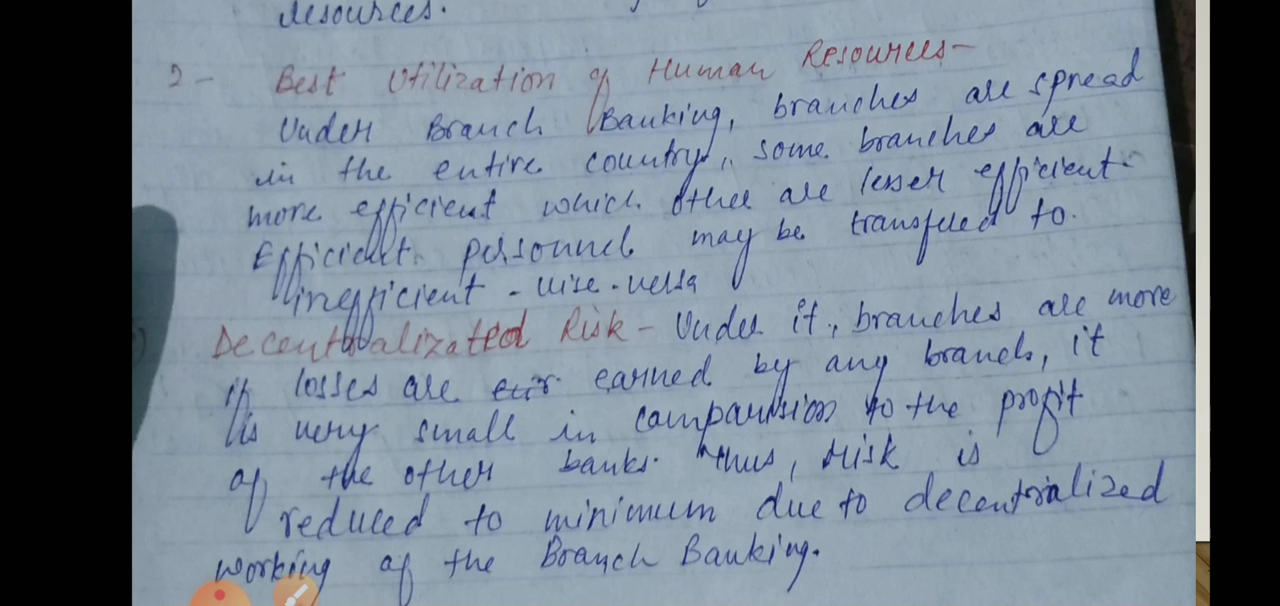 resources.
2- Best Utilization of Human Resources-
Under Branch Banking, branches are spread
in the entire country, some branches are
more efficient which other are lesser efficient-
Efficient personnel may be transfered to
inefficient - vise-versa
Decentralizated Risk - Under it, branches are more
if losses are earned by any branch, it
is very small in comparision to the profit
of the other banks. Thus, risk is
reduced to minimum due to decentralized
working of the Branch Banking.